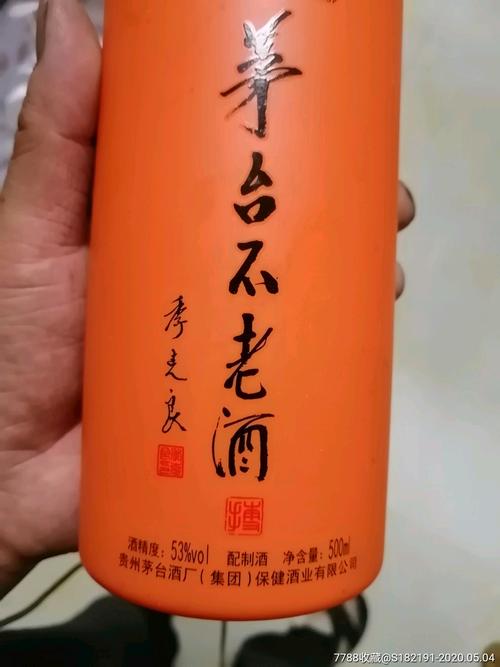 茅台不老酒
季克良
酒精度：53%vol 配制酒 净含量：500ml
贵州茅台酒厂（集团）保健酒业有限公司
7788收藏@S182191-2020.05.04